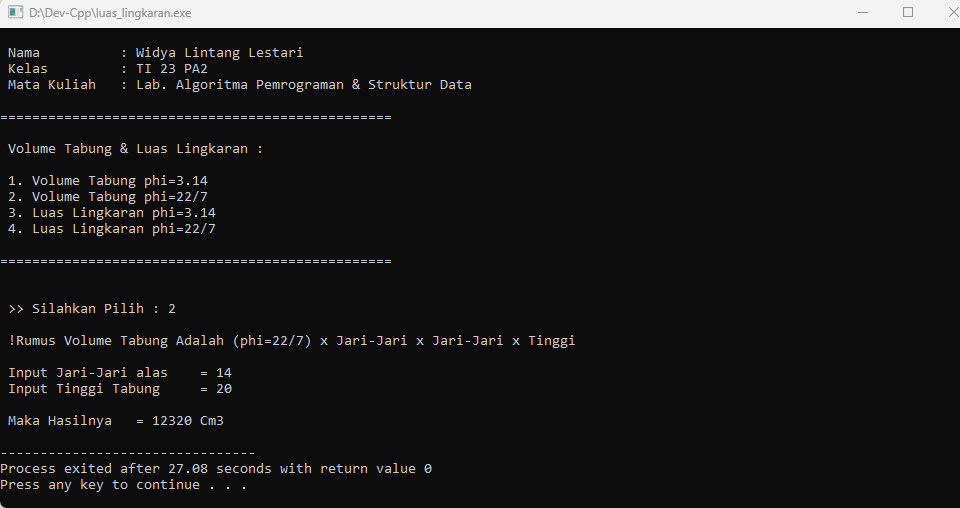 D:\Dev-Cpp\luas_lingkaran.exe
Nama          : Widya Lintang Lestari
Kelas         : TI 23 PA2
Mata Kuliah   : Lab. Algoritma Pemrograman & Struktur Data
=================================================
Volume Tabung & Luas Lingkaran :
1. Volume Tabung phi=3.14
2. Volume Tabung phi=22/7
3. Luas Lingkaran phi=3.14
4. Luas Lingkaran phi=22/7
=================================================
>> Silahkan Pilih : 2
!Rumus Volume Tabung Adalah (phi=22/7) x Jari-Jari x Jari-Jari x Tinggi
Input Jari-Jari alas    = 14
Input Tinggi Tabung     = 20
Maka Hasilnya   = 12320 Cm3
--------------------------------
Process exited after 27.08 seconds with return value 0
Press any key to continue . . .